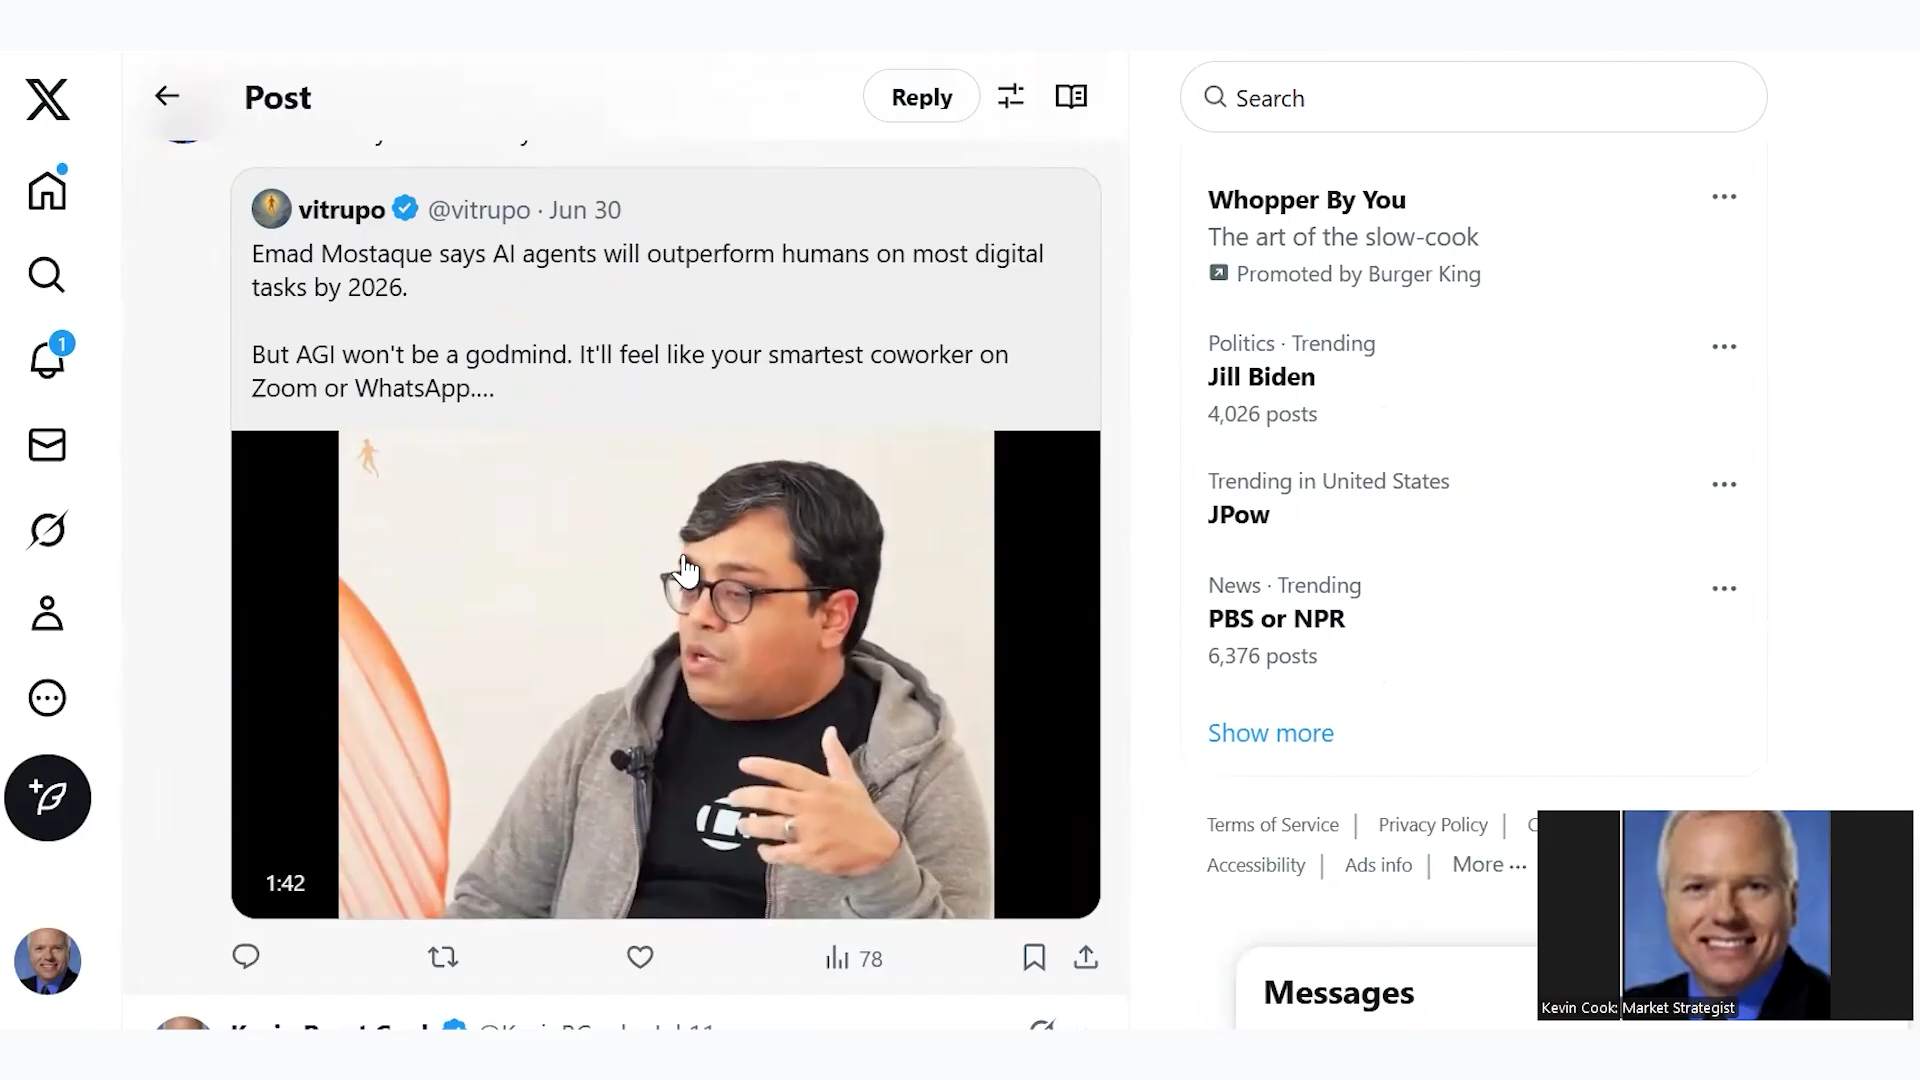 Post
Reply
vitrupo @vitrupo · Jun 30
Emad Mostaque says AI agents will outperform humans on most digital
tasks by 2026.
But AGI won't be a godmind. It'll feel like your smartest coworker on
Zoom or WhatsApp....
1:42
78
Search
Whopper By You
The art of the slow-cook
Promoted by Burger King
Politics · Trending
Jill Biden
4,026 posts
Trending in United States
JPow
News · Trending
PBS or NPR
6,376 posts
Show more
Terms of Service | Privacy Policy |
Accessibility | Ads info | More ...
Messages
Kevin Cook: Market Strategist
1